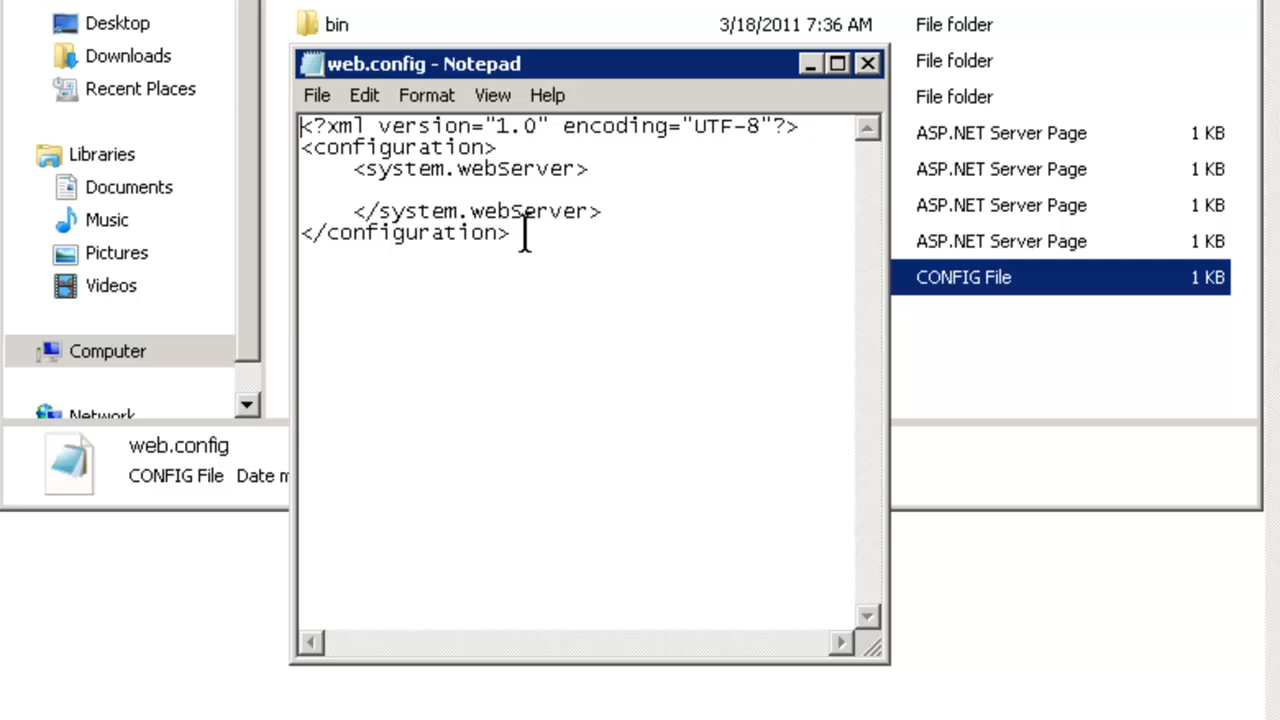 Desktop
Downloads
Recent Places
Libraries
Documents
Music
Pictures
Videos
Computer
Network
bin 3/18/2011 7:36 AM File folder
File folder
File folder
ASP.NET Server Page 1 KB
ASP.NET Server Page 1 KB
ASP.NET Server Page 1 KB
ASP.NET Server Page 1 KB
CONFIG File 1 KB
web.config - Notepad
File Edit Format View Help
<?xml version="1.0" encoding="UTF-8"?>
<configuration>
<system.webServer>
</system.webServer>
</configuration>
web.config
CONFIG File Date m